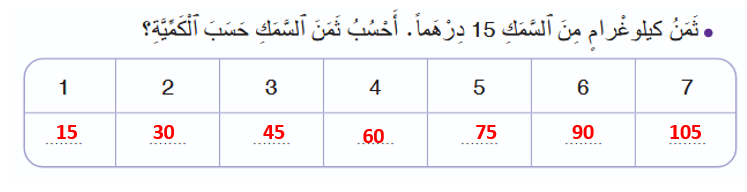 • ثَمَنُ كيلوغْرامٍ مِنَ ٱلسَّمَكِ 15 دِرْهَماً. أَحْسُبُ ثَمَنَ ٱلسَّمَكِ حَسَبَ ٱلْكَمِّيَّةِ؟
1 2 3 4 5 6 7
15 30 45 60 75 90 105